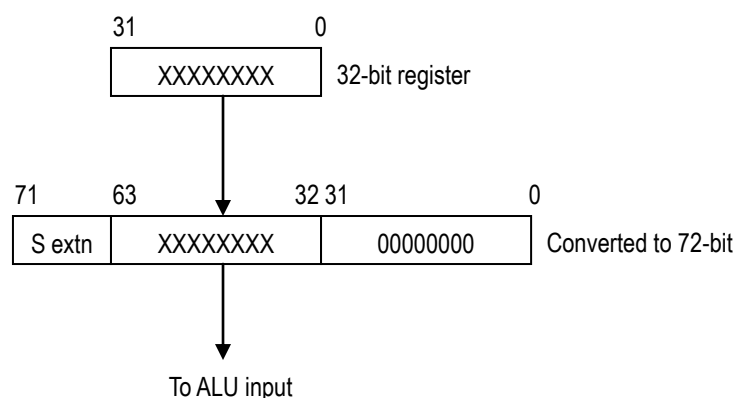 31 0
XXXXXXXX 32-bit register
71 63 32 31 0
S extn XXXXXXXX 00000000 Converted to 72-bit
To ALU input